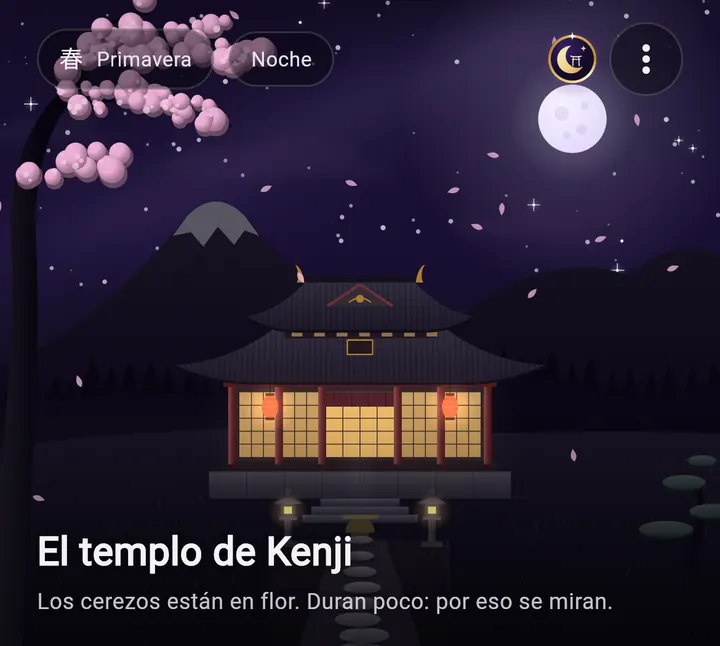 春 Primavera
Noche
El templo de Kenji
Los cerezos están en flor. Duran poco: por eso se miran.